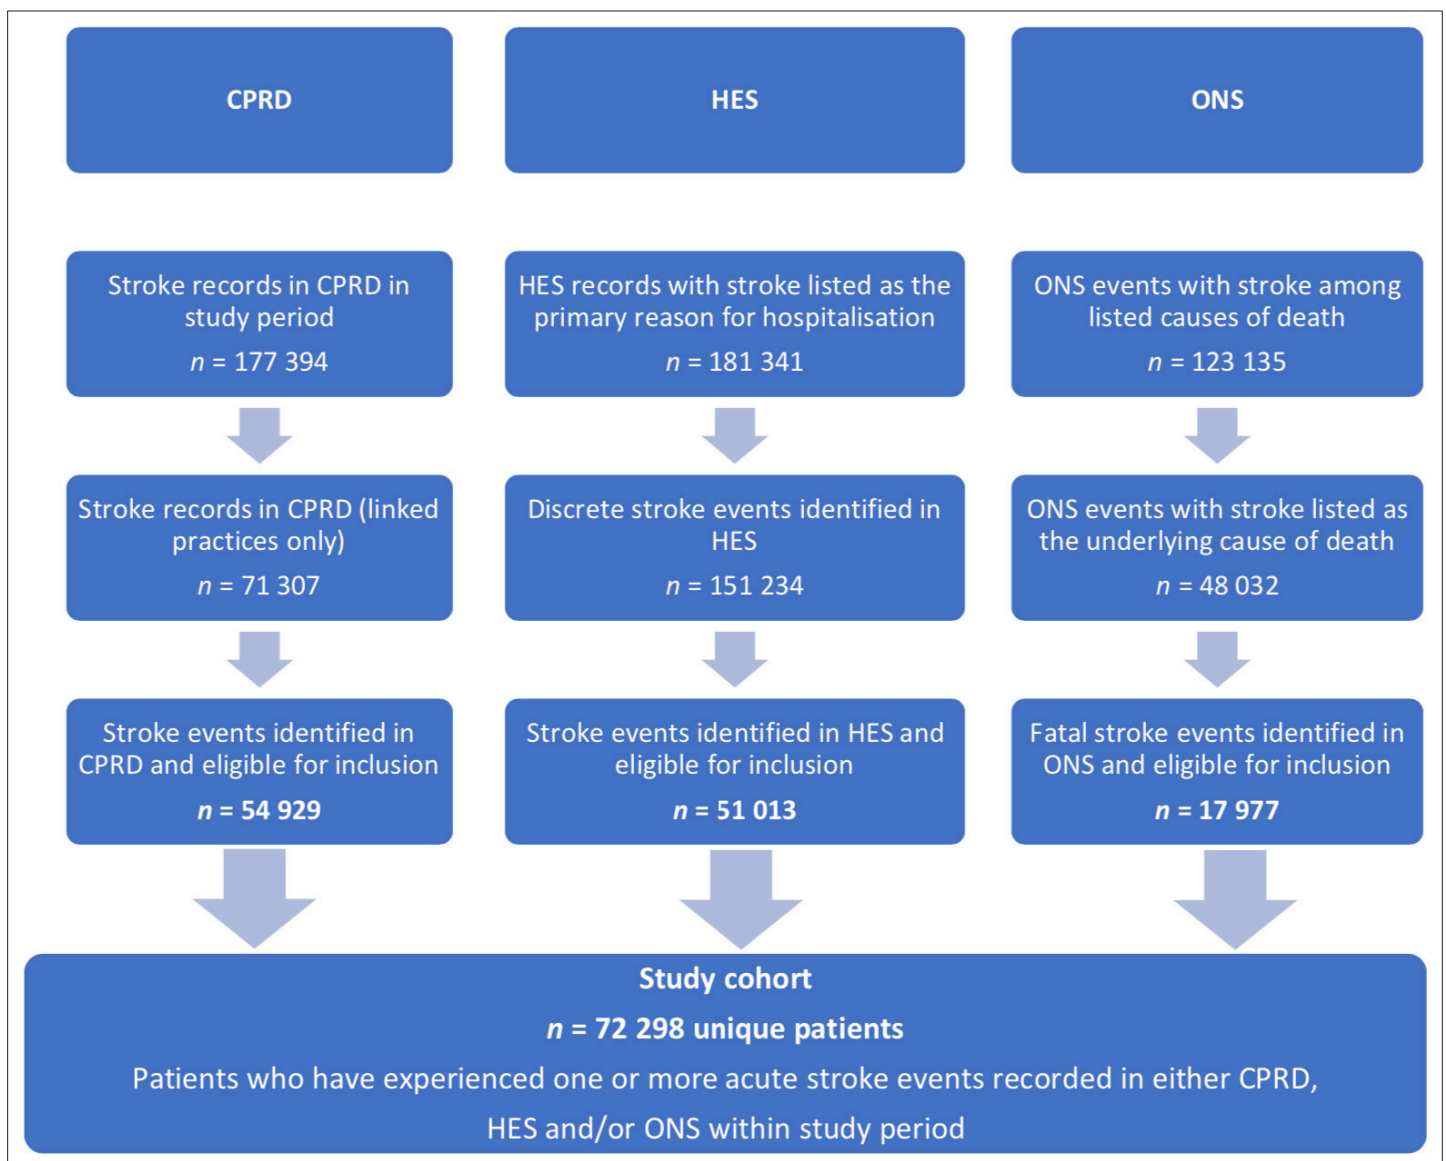 CPRD
HES
ONS
Stroke records in CPRD in
study period
n = 177 394
HES records with stroke listed as the
primary reason for hospitalisation
n = 181 341
ONS events with stroke among
listed causes of death
n = 123 135
Stroke records in CPRD (linked
practices only)
n = 71 307
Discrete stroke events identified in
HES
n = 151 234
ONS events with stroke listed as
the underlying cause of death
n = 48 032
Stroke events identified in
CPRD and eligible for inclusion
n = 54 929
Stroke events identified in HES and
eligible for inclusion
n = 51 013
Fatal stroke events identified in
ONS and eligible for inclusion
n = 17 977
Study cohort
n = 72 298 unique patients
Patients who have experienced one or more acute stroke events recorded in either CPRD,
HES and/or ONS within study period